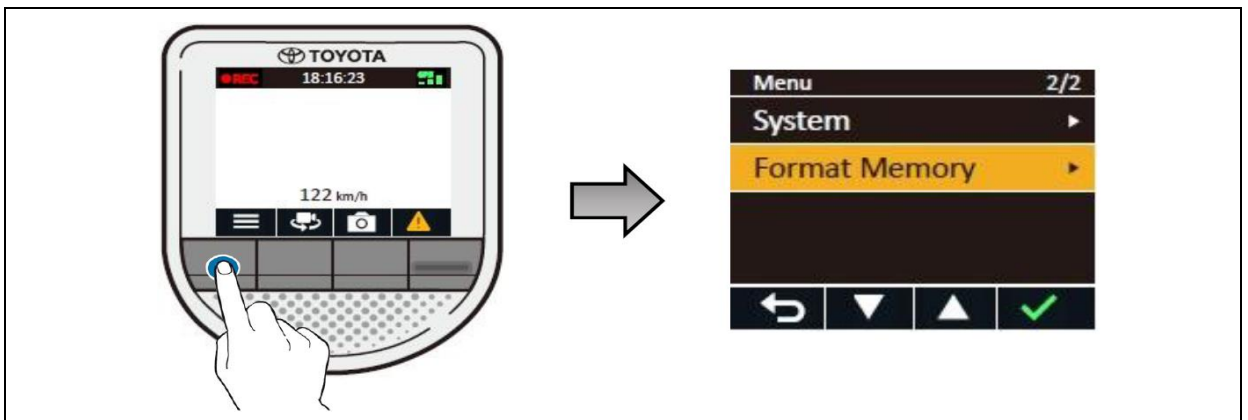 TOYOTA
REC 18:16:23
122 km/h
Menu 2/2
System
Format Memory